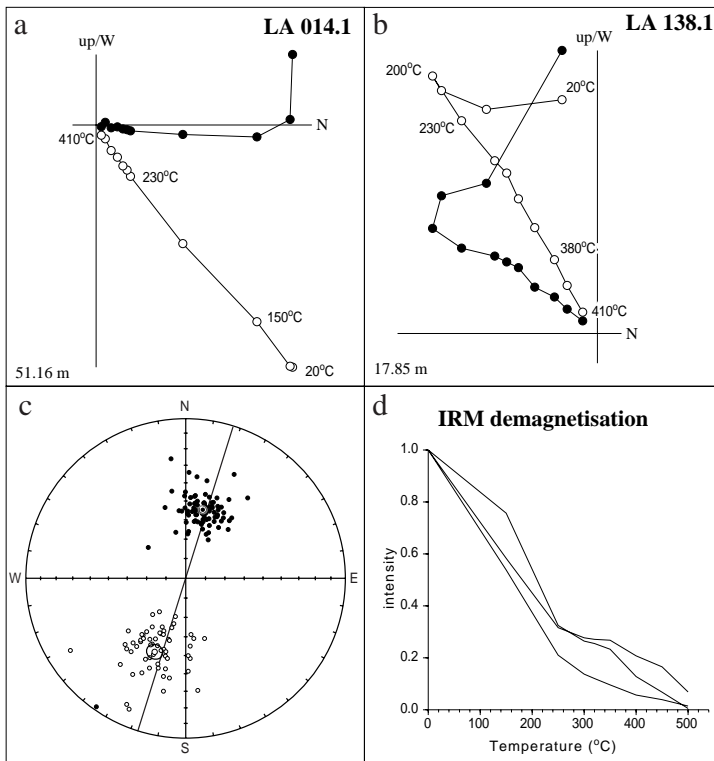 a
LA 014.1
up/W
N
410°C
230°C
150°C
20°C
51.16 m
b
LA 138.1
up/W
200°C
20°C
230°C
380°C
410°C
N
17.85 m
c
N
W
E
S
d
IRM demagnetisation
1.0
0.8
0.6
0.4
0.2
0.0
intensity
0 100 200 300 400 500
Temperature (°C)